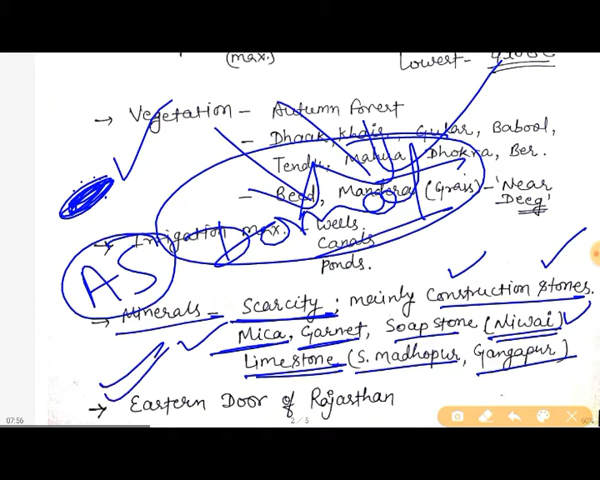 (max.)
Lowest-
→ Vegetation - Autumn Forest
- Dhaak, khair, Gular, Babool,
Tendu, Mahua, Dhokra, Ber.
- Beed, (Grass) - 'Near
Deeg'
→ Irrigation max. - Wells
Canals
Ponds.
AS
→ Minerals - Scarcity; mainly Construction stones.
Mica, Garnet, Soap stone (Niwai)
Limestone (S. madhopur, Gangapur)
→ Eastern Door of Rajasthan
07:56
2 / 5